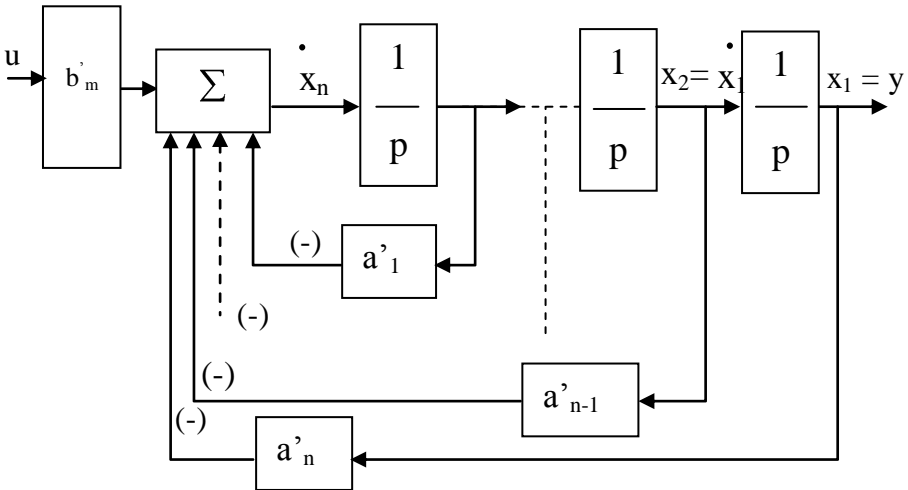 u
b'm
Σ
ẋn
1
p
1
p
x2= ẋ1
1
p
x1 = y
(-)
a’1
(-)
(-)
a’n-1
(-)
a’n